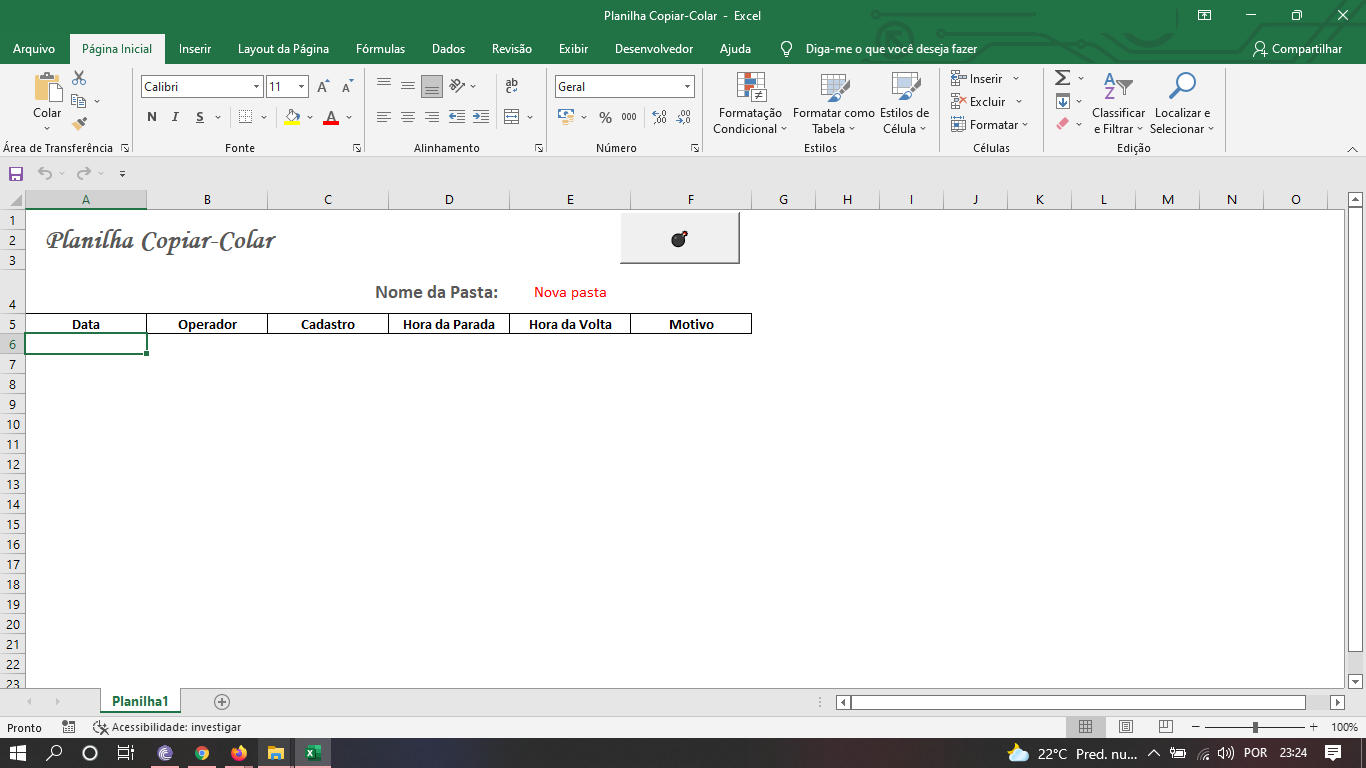 Planilha Copiar-Colar - Excel
Arquivo Página Inicial Inserir Layout da Página Fórmulas Dados Revisão Exibir Desenvolvedor Ajuda Diga-me o que você deseja fazer Compartilhar
Colar
Área de Transferência
Calibri 11
N I S
Fonte
ab
Alinhamento
Geral
% 000
Número
Formatação Condicional
Formatar como Tabela
Estilos de Célula
Estilos
Inserir
Excluir
Formatar
Células
Classificar e Filtrar
Localizar e Selecionar
Edição
A B C D E F G H I J K L M N O
1
2 Planilha Copiar-Colar
3
4 Nome da Pasta: Nova pasta
5 Data Operador Cadastro Hora da Parada Hora da Volta Motivo
6
7
8
9
10
11
12
13
14
15
16
17
18
19
20
21
22
23
Planilha1
Pronto Acessibilidade: investigar 100%
22°C Pred. nu... POR 23:24